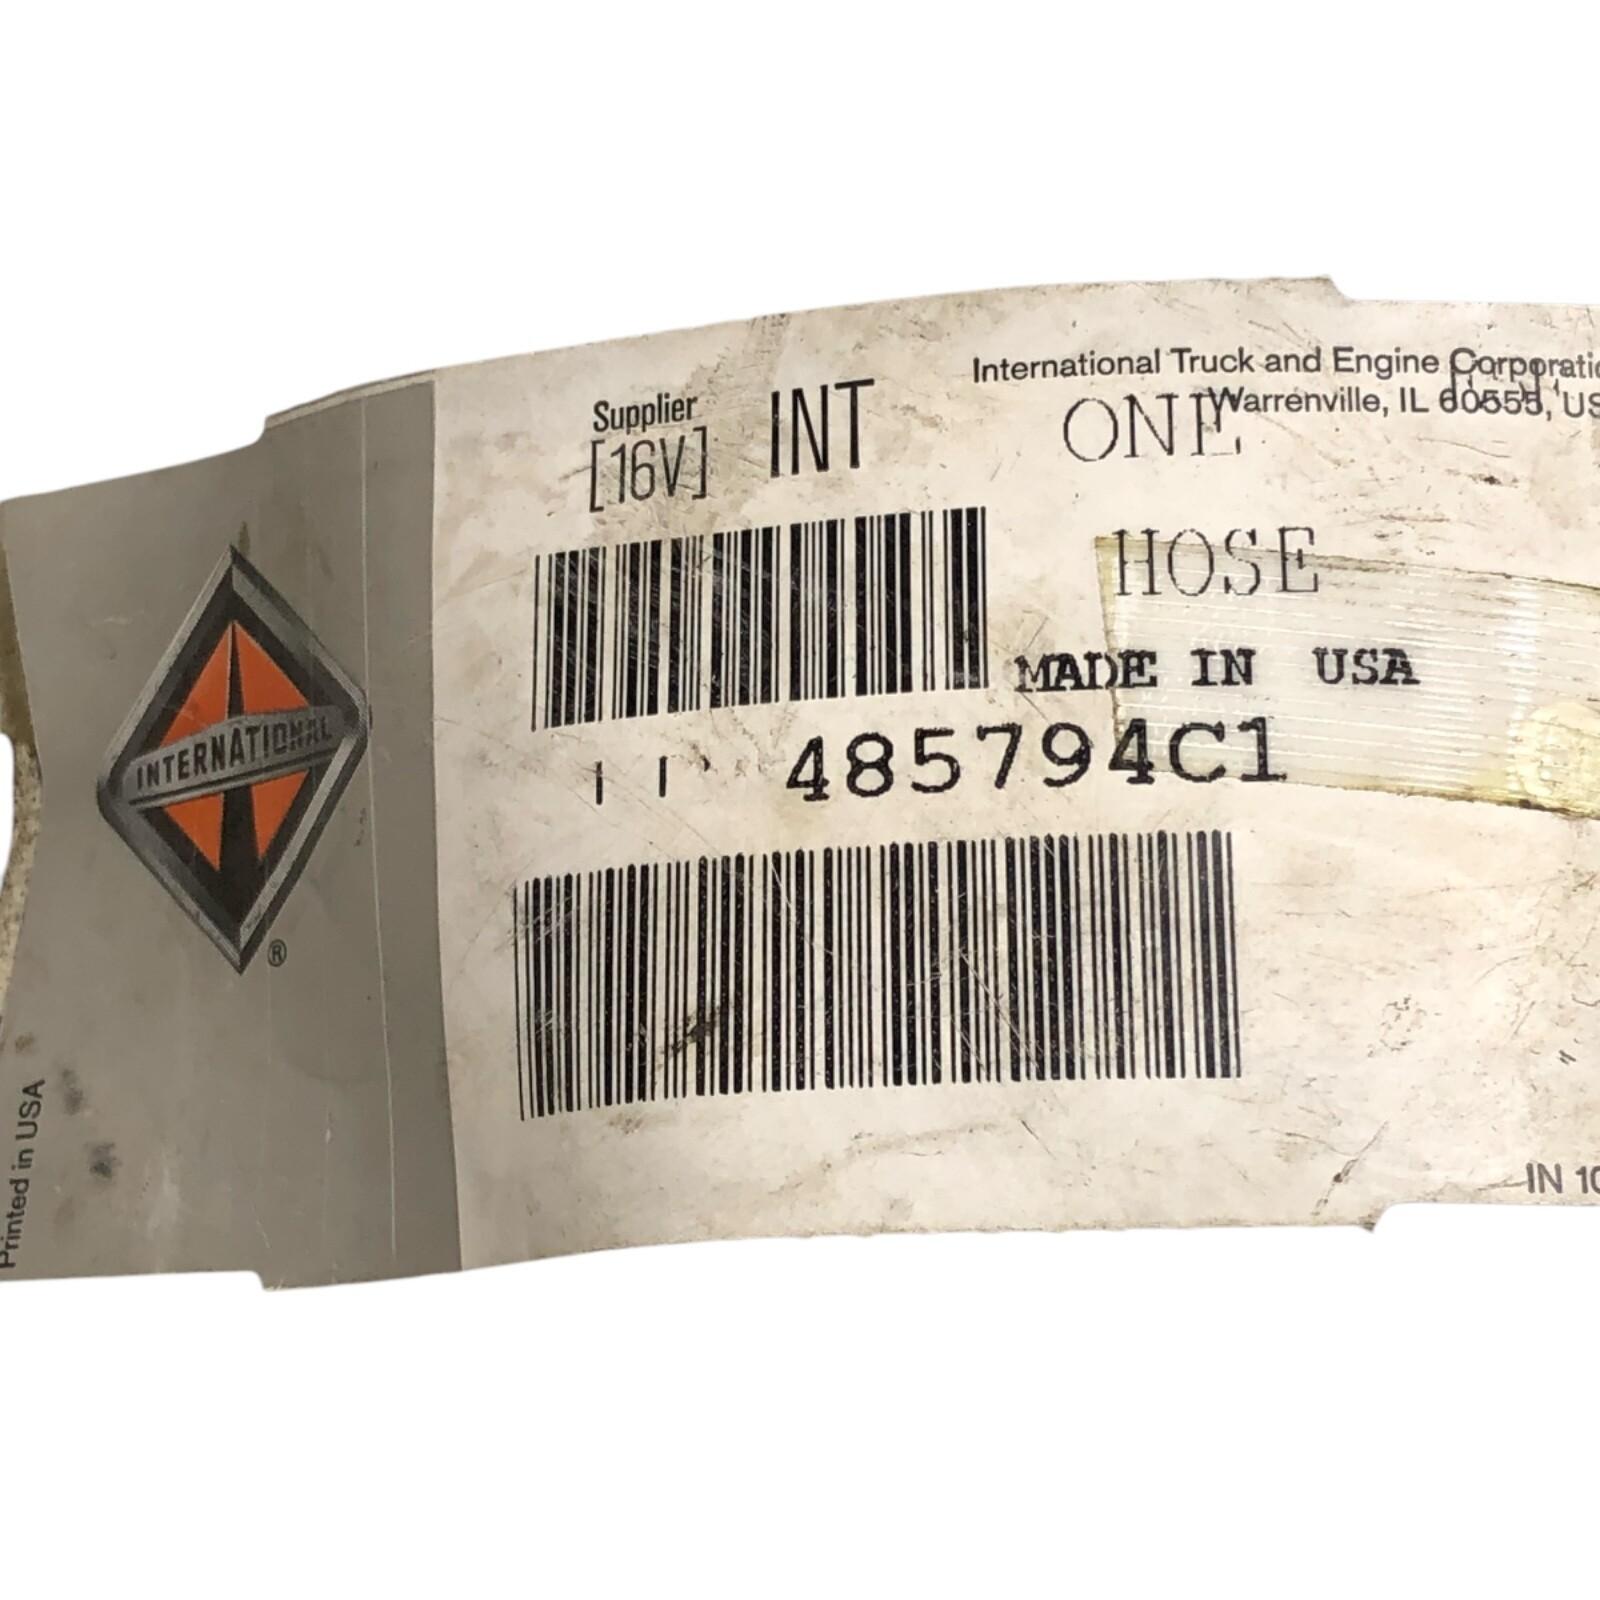 International Truck and Engine Corporatio
Warrenville, IL 60555, US
Supplier
[16V] INT ONE
HOSE
MADE IN USA
485794C1
INTERNATIONAL
®
Printed in USA
IN 10